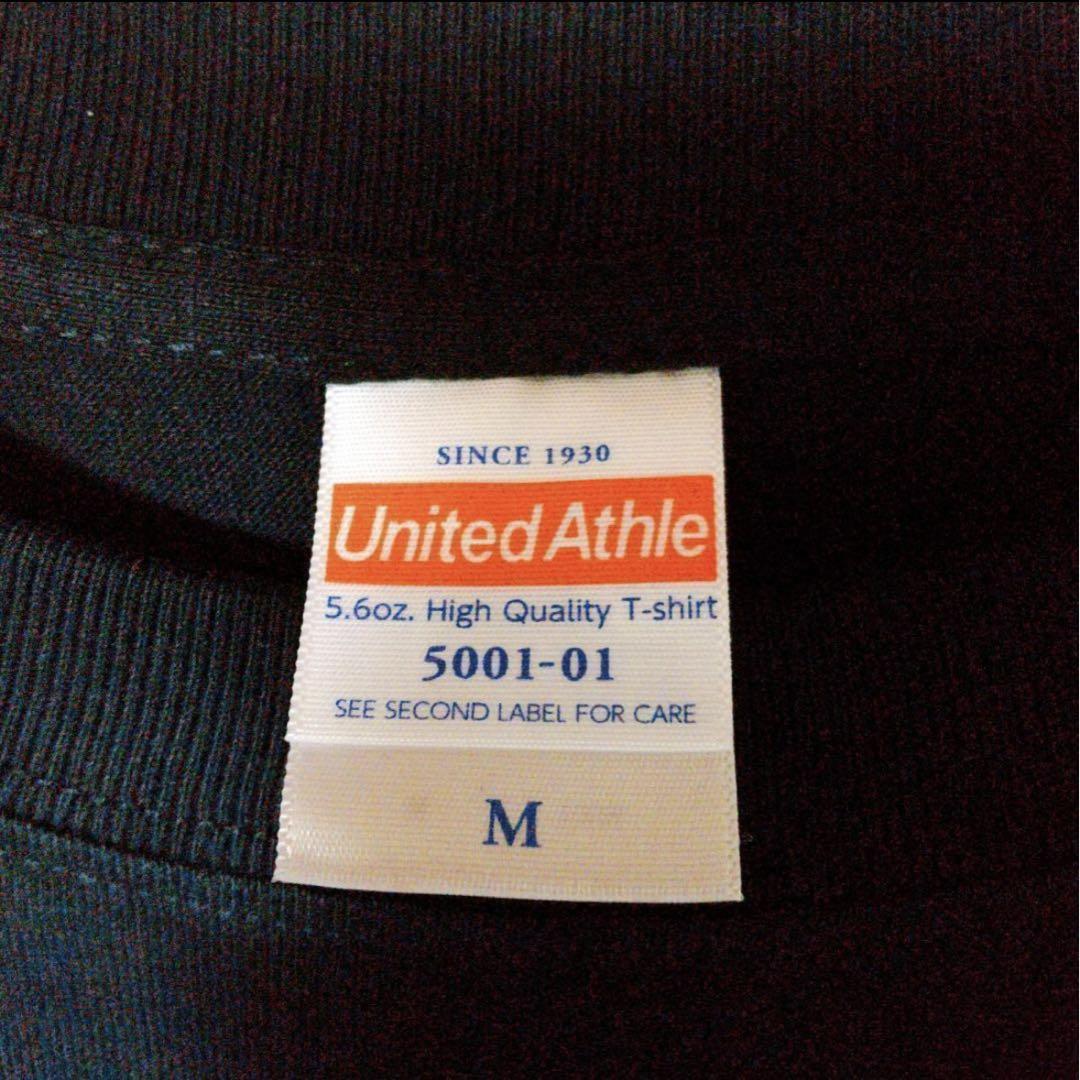 SINCE 1930
United Athle
5.6oz. High Quality T-shirt
5001-01
SEE SECOND LABEL FOR CARE
M